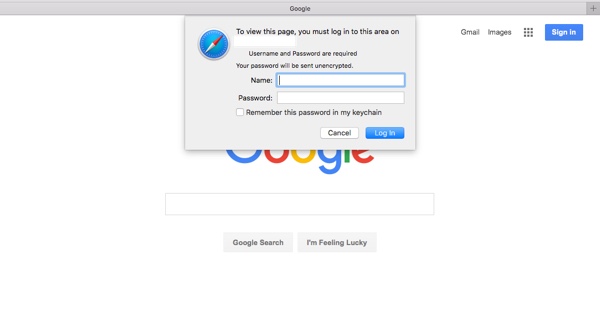 Google
To view this page, you must log in to this area on
Username and Password are required
Your password will be sent unencrypted.
Name:
Password:
Remember this password in my keychain
Cancel Log In
Gmail Images Sign in
Google
Google Search I'm Feeling Lucky